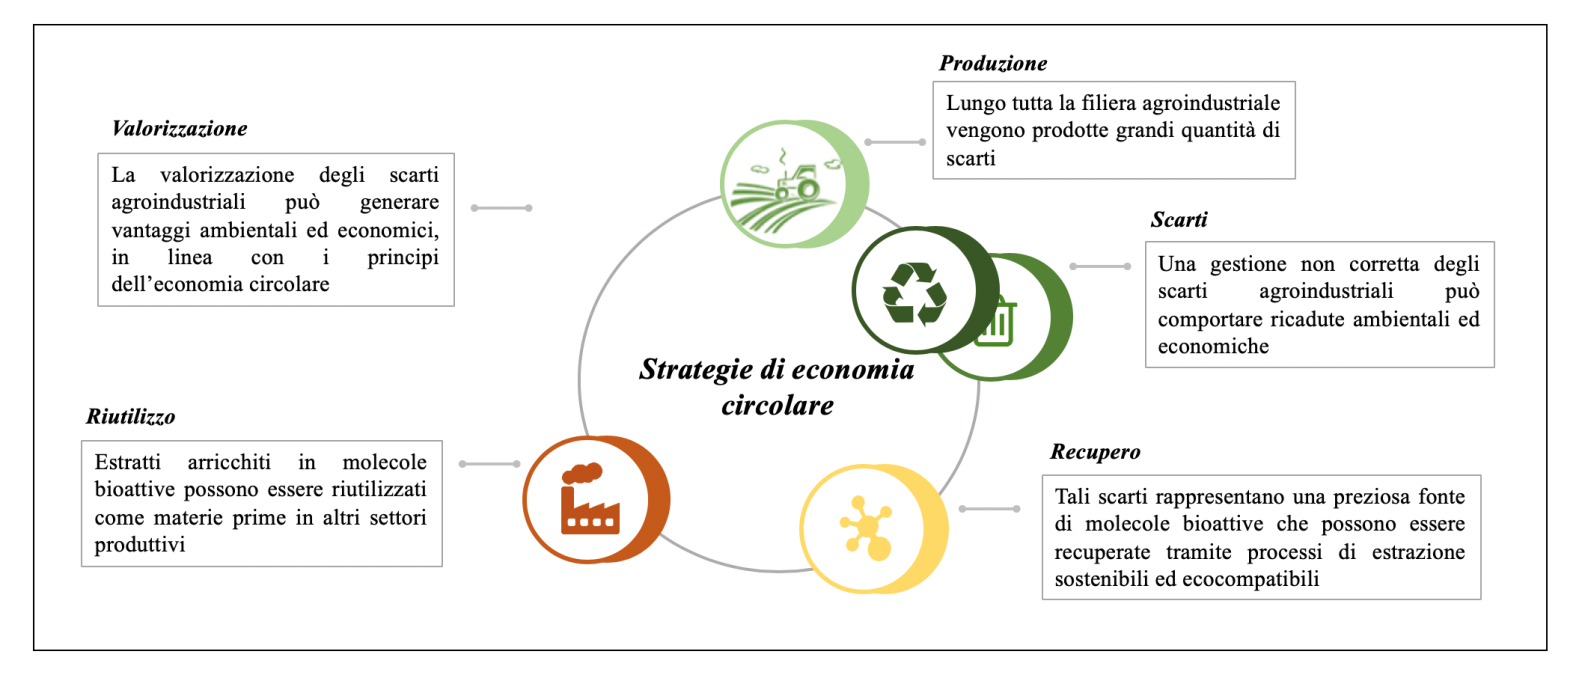 Produzione
Lungo tutta la filiera agroindustriale
vengono prodotte grandi quantità di
scarti
Scarti
Una gestione non corretta degli
scarti agroindustriali può
comportare ricadute ambientali ed
economiche
Recupero
Tali scarti rappresentano una preziosa fonte
di molecole bioattive che possono essere
recuperate tramite processi di estrazione
sostenibili ed ecocompatibili
Riutilizzo
Estratti arricchiti in molecole
bioattive possono essere riutilizzati
come materie prime in altri settori
produttivi
Valorizzazione
La valorizzazione degli scarti
agroindustriali può generare
vantaggi ambientali ed economici,
in linea con i principi
dell’economia circolare
Strategie di economia
circolare